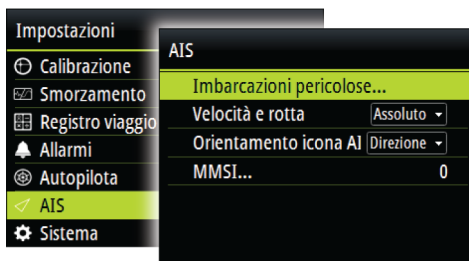 Impostazioni
Calibrazione
Smorzamento
Registro viaggio
Allarmi
Autopilota
AIS
Sistema
AIS
Imbarcazioni pericolose...
Velocità e rotta Assoluto
Orientamento icona AI Direzione
MMSI... 0